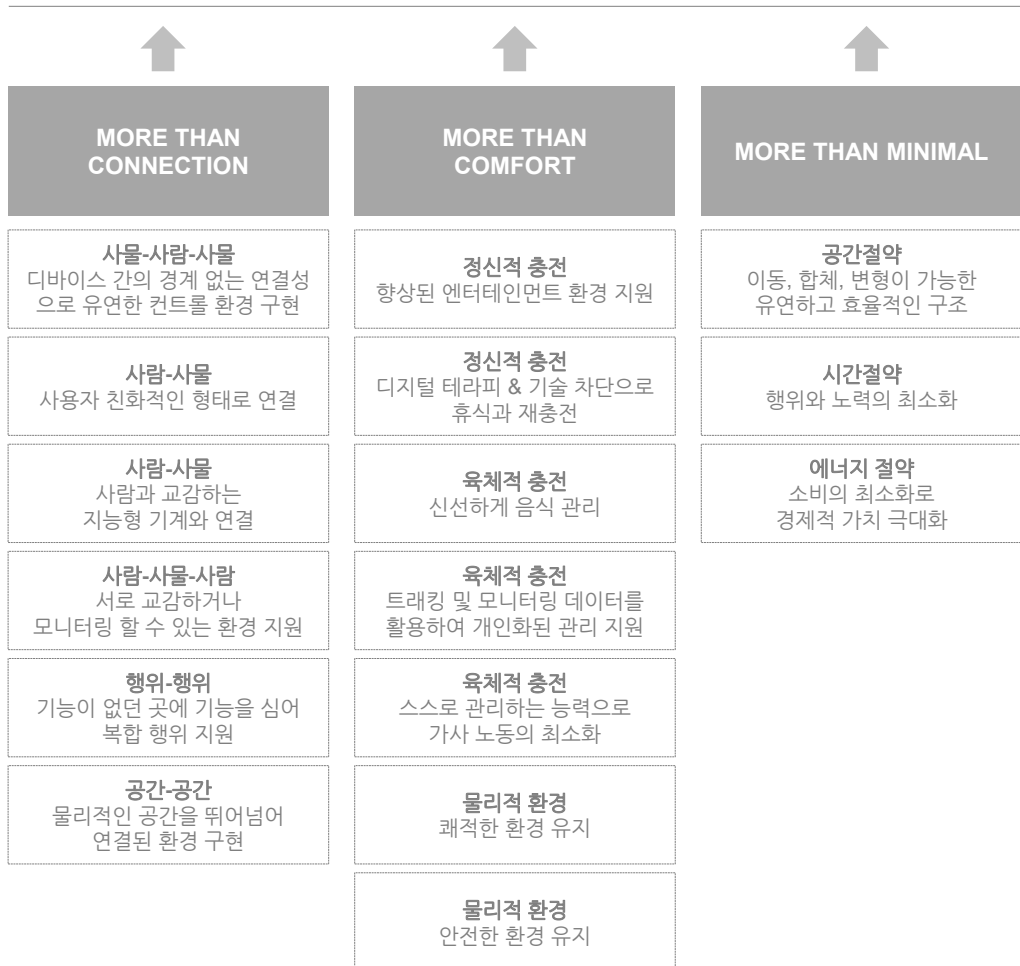 MORE THAN
CONNECTION
사물-사람-사물
디바이스 간의 경계 없는 연결성
으로 유연한 컨트롤 환경 구현
사람-사물
사용자 친화적인 형태로 연결
사람-사물
사람과 교감하는
지능형 기계와 연결
사람-사물-사람
서로 교감하거나
모니터링 할 수 있는 환경 지원
행위-행위
기능이 없던 곳에 기능을 심어
복합 행위 지원
공간-공간
물리적인 공간을 뛰어넘어
연결된 환경 구현
MORE THAN
COMFORT
정신적 충전
향상된 엔터테인먼트 환경 지원
정신적 충전
디지털 테라피 & 기술 차단으로
휴식과 재충전
육체적 충전
신선하게 음식 관리
육체적 충전
트래킹 및 모니터링 데이터를
활용하여 개인화된 관리 지원
육체적 충전
스스로 관리하는 능력으로
가사 노동의 최소화
물리적 환경
쾌적한 환경 유지
물리적 환경
안전한 환경 유지
MORE THAN MINIMAL
공간절약
이동, 합체, 변형이 가능한
유연하고 효율적인 구조
시간절약
행위와 노력의 최소화
에너지 절약
소비의 최소화로
경제적 가치 극대화